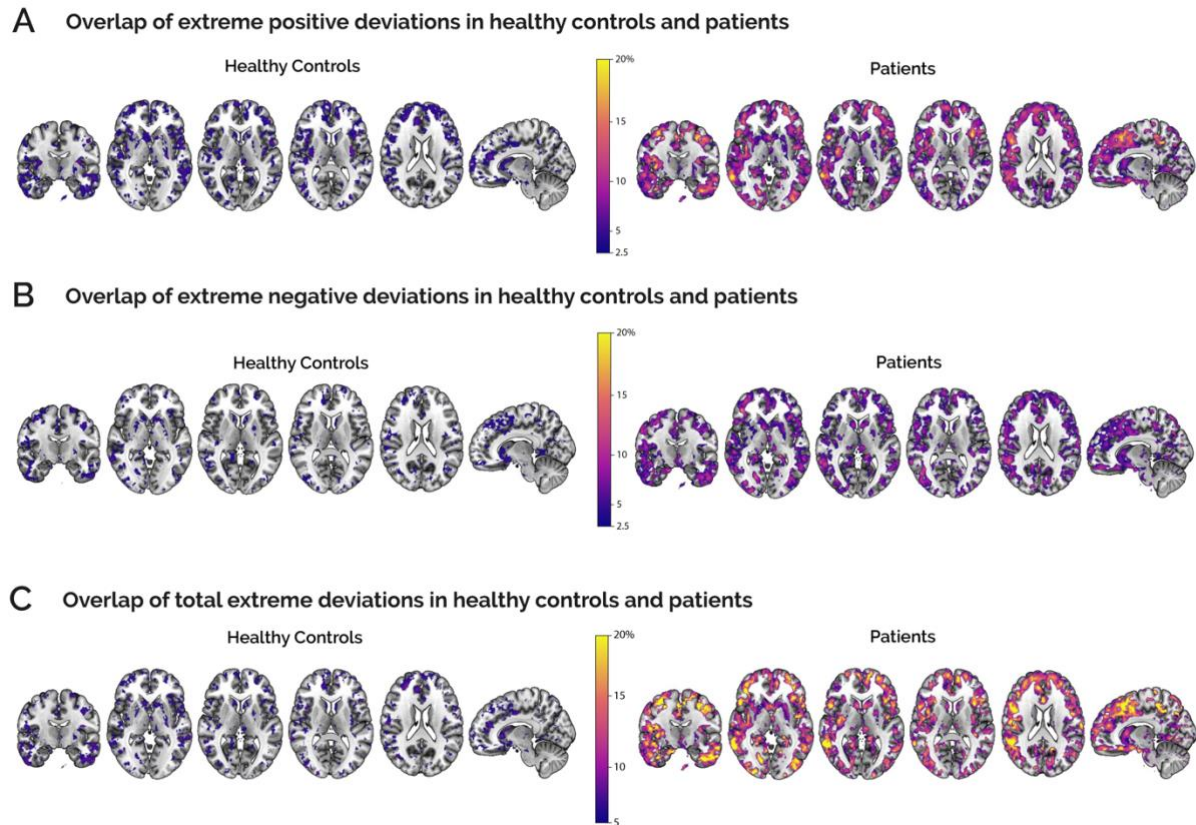 A Overlap of extreme positive deviations in healthy controls and patients
Healthy Controls
20%
Patients
15
10
5
2.5
B Overlap of extreme negative deviations in healthy controls and patients
Healthy Controls
20%
Patients
15
10
5
2.5
C Overlap of total extreme deviations in healthy controls and patients
Healthy Controls
20%
Patients
15
10
5